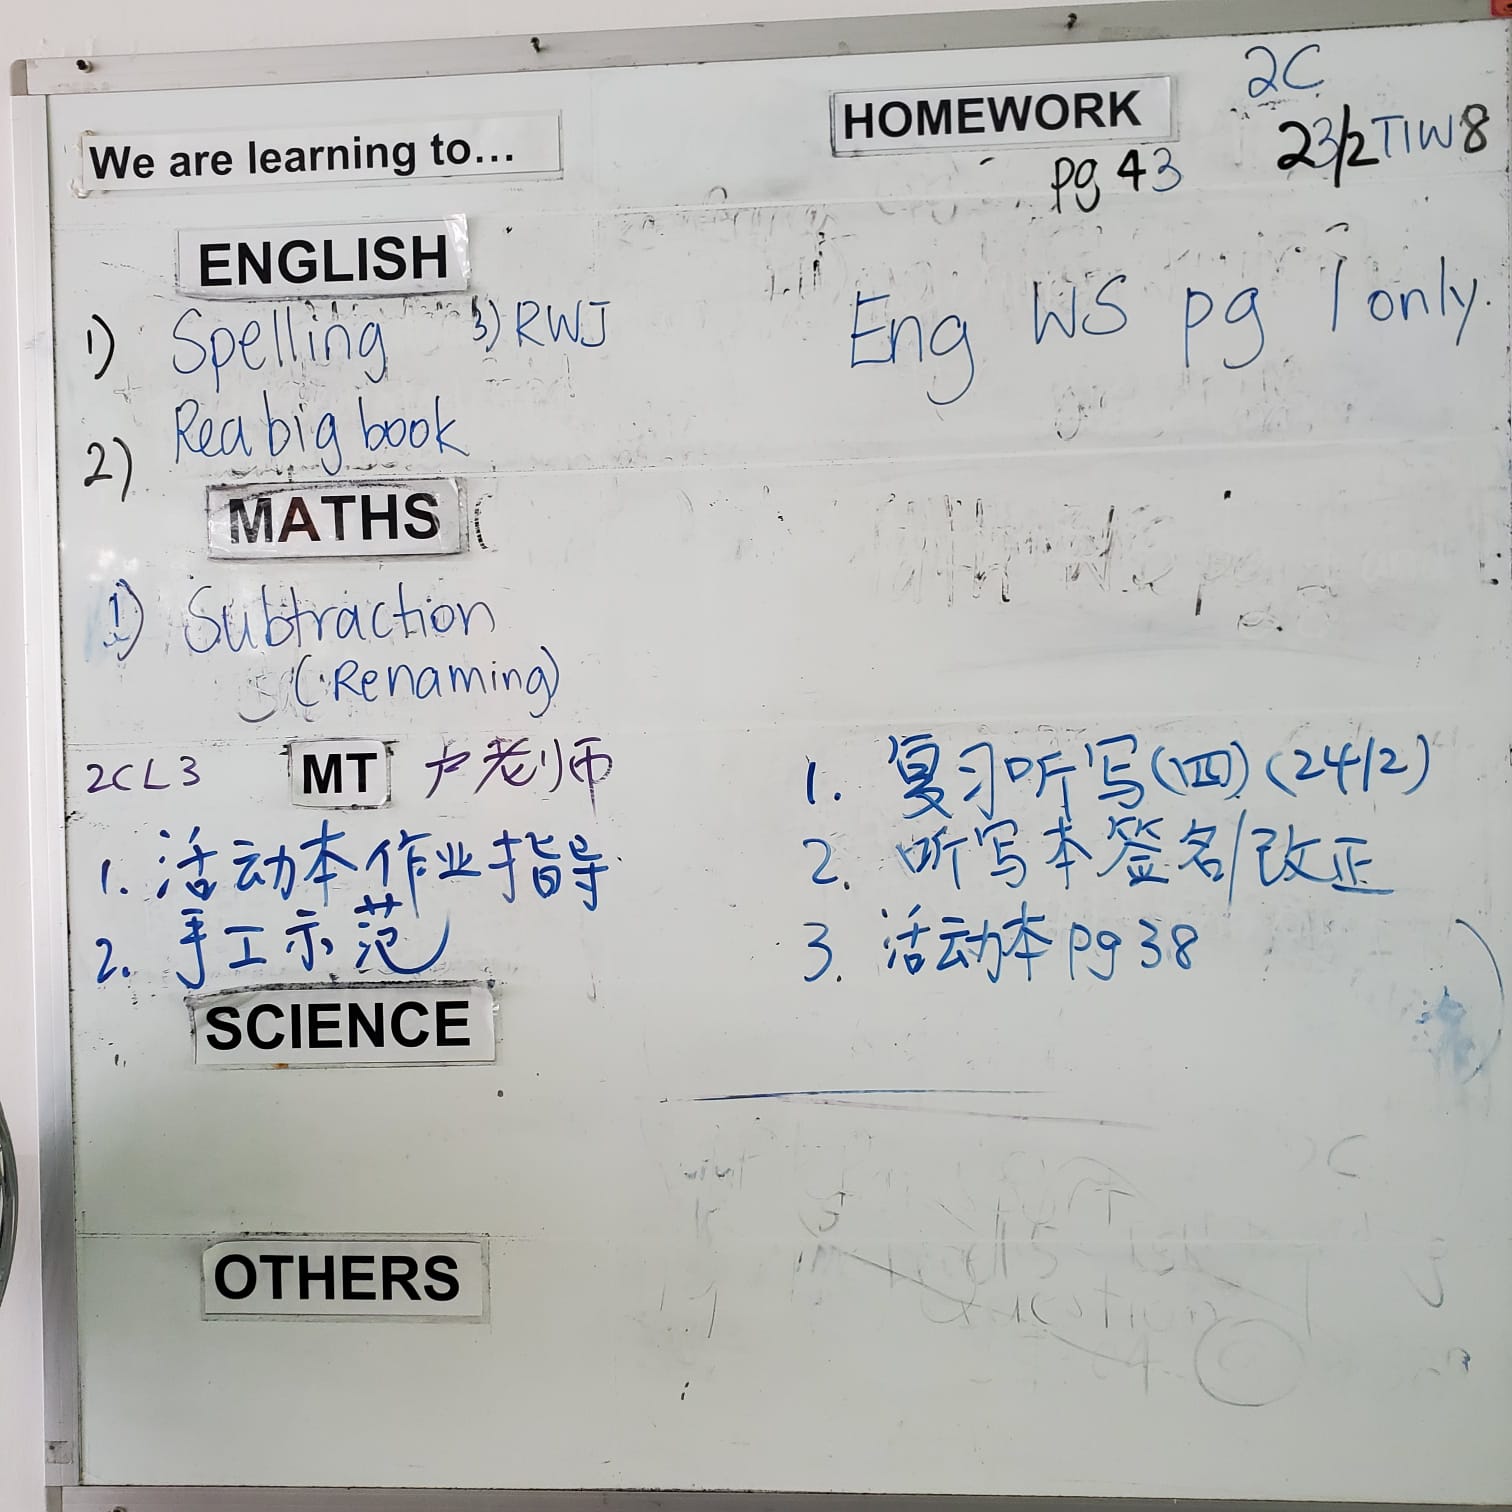 2C
We are learning to...
HOMEWORK
23/2 T1W8
pg 43
ENGLISH
1) Spelling 3) RWJ
Eng WS pg 1 only.
2) Rea big book
MATHS
1) Subtraction
(Renaming)
2CL3 MT 卢老师
1. 活动本作业指导
2. 手工示范
1. 复习听写(四)(24/2)
2. 听写本签名/改正
3. 活动本 pg 38
SCIENCE
OTHERS